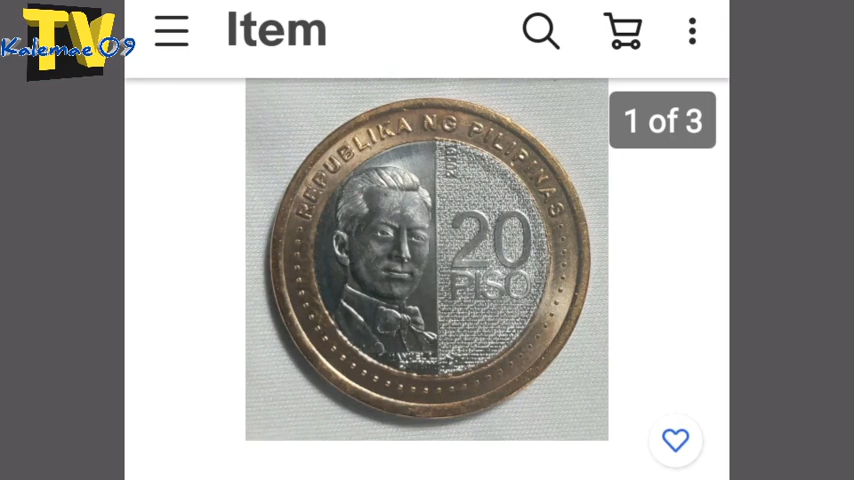 TV
Kalemae 09
Item
1 of 3
REPUBLIKA NG PILIPINAS
20
PISO